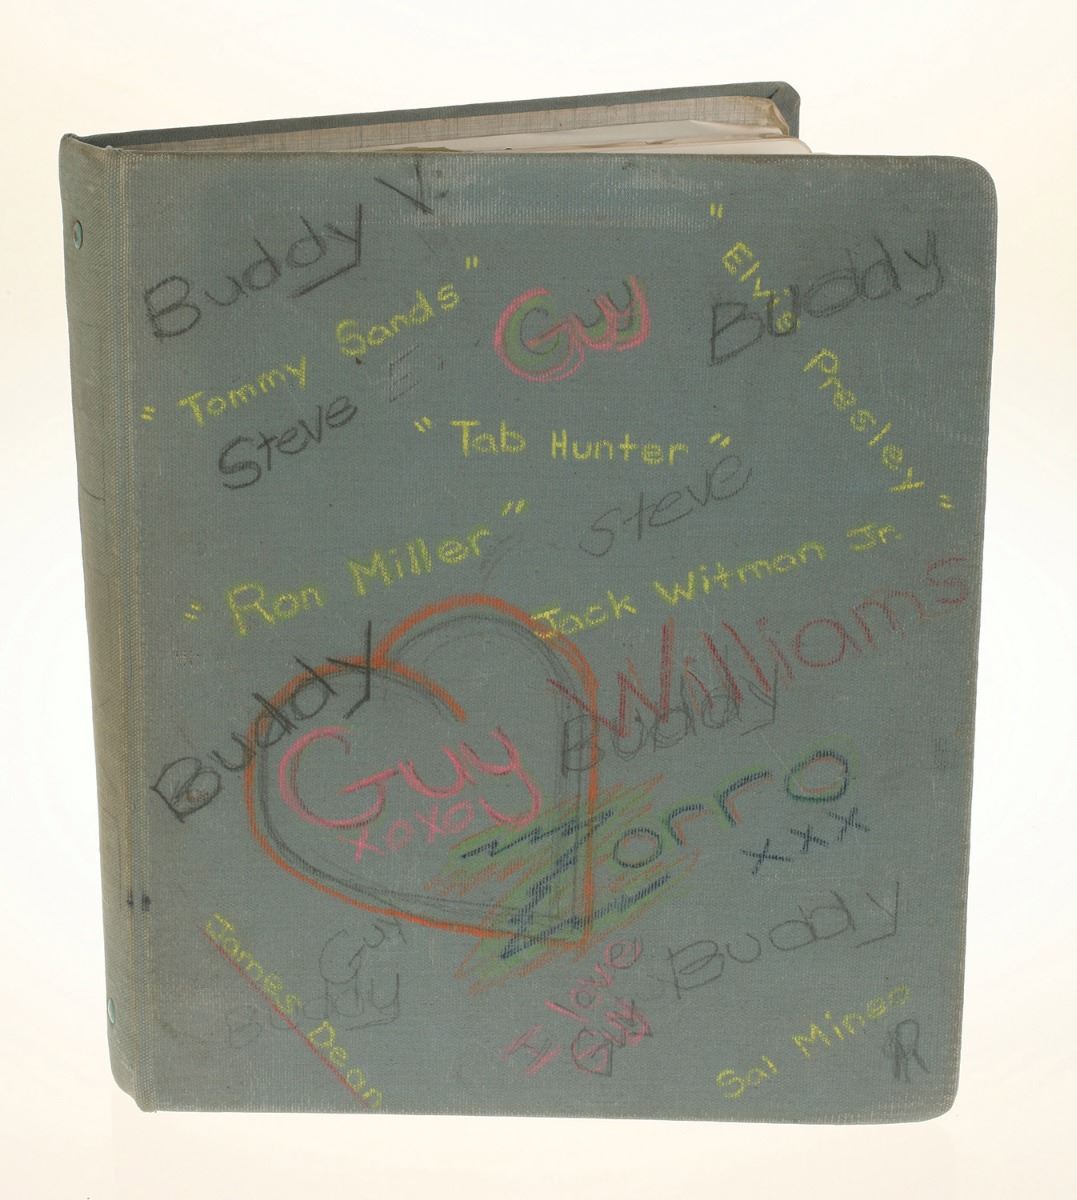 Buddy V.
"Tommy Sands"
Guy
"Elvis Presley"
Buddy
Steve E.
"Tab Hunter"
Steve
"Ron Miller"
Jack Witman Jr.
Williams
Buddy
Buddy
Guy
xoxo
Zorro
xxx
James Dean
Guy
Buddy
I love
Guy
Buddy
Sal Mineo
R